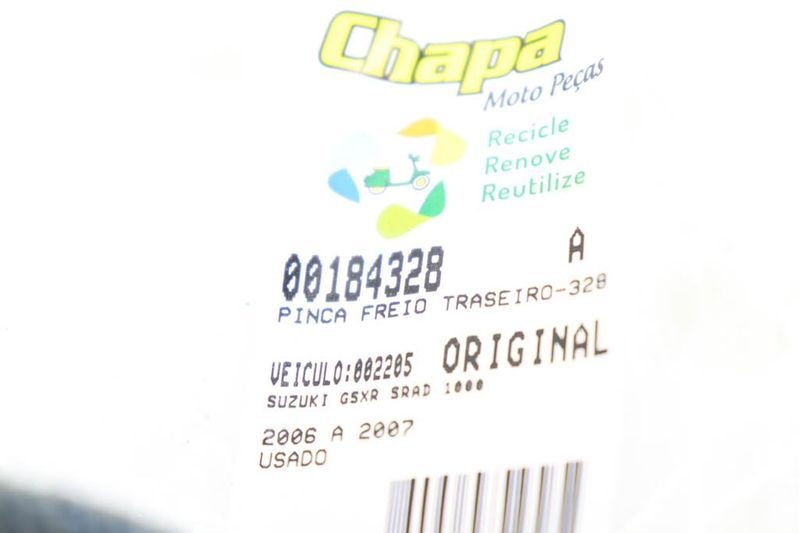 Chapa
Moto Peças
Recicle
Renove
Reutilize
00184328 A
PINCA FREIO TRASEIRO-328
VEICULO:002205 ORIGINAL
SUZUKI GSXR SRAD 1000
2006 A 2007
USADO